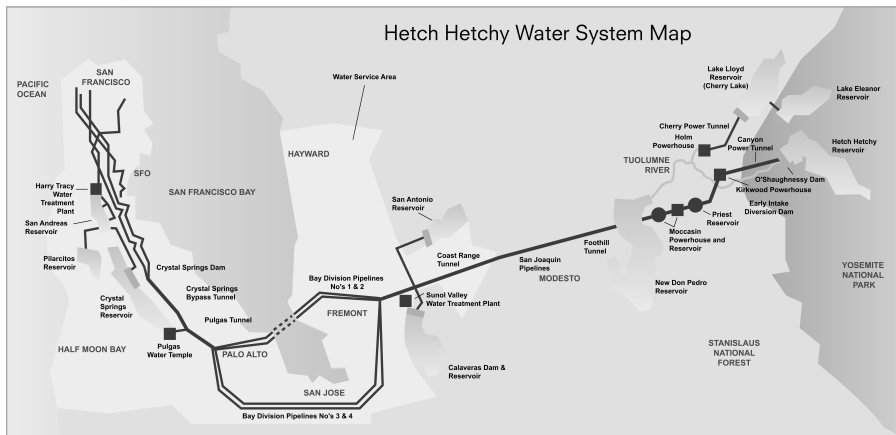 Hetch Hetchy Water System Map
PACIFIC
OCEAN
SAN
FRANCISCO
Water Service Area
HAYWARD
SFO
SAN FRANCISCO BAY
Harry Tracy
Water
Treatment
Plant
San Andreas
Reservoir
Pilarcitos
Reservoir
Crystal
Springs
Reservoir
Crystal Springs Dam
Crystal Springs
Bypass Tunnel
Pulgas Tunnel
HALF MOON BAY
Pulgas
Water Temple
PALO ALTO
Bay Division Pipelines
No's 1 & 2
FREMONT
SAN JOSE
Bay Division Pipelines No's 3 & 4
San Antonio
Reservoir
Coast Range
Tunnel
Sunol Valley
Water Treatment Plant
Calaveras Dam &
Reservoir
San Joaquin
Pipelines
MODESTO
Foothill
Tunnel
Lake Lloyd
Reservoir
(Cherry Lake)
Lake Eleanor
Reservoir
Cherry Power Tunnel
Holm
Powerhouse
Canyon
Power Tunnel
Hetch Hetchy
Reservoir
TUOLUMNE
RIVER
O'Shaughnessy Dam
Kirkwood Powerhouse
Early Intake
Diversion Dam
Priest
Reservoir
Moccasin
Powerhouse and
Reservoir
New Don Pedro
Reservoir
YOSEMITE
NATIONAL
PARK
STANISLAUS
NATIONAL
FOREST